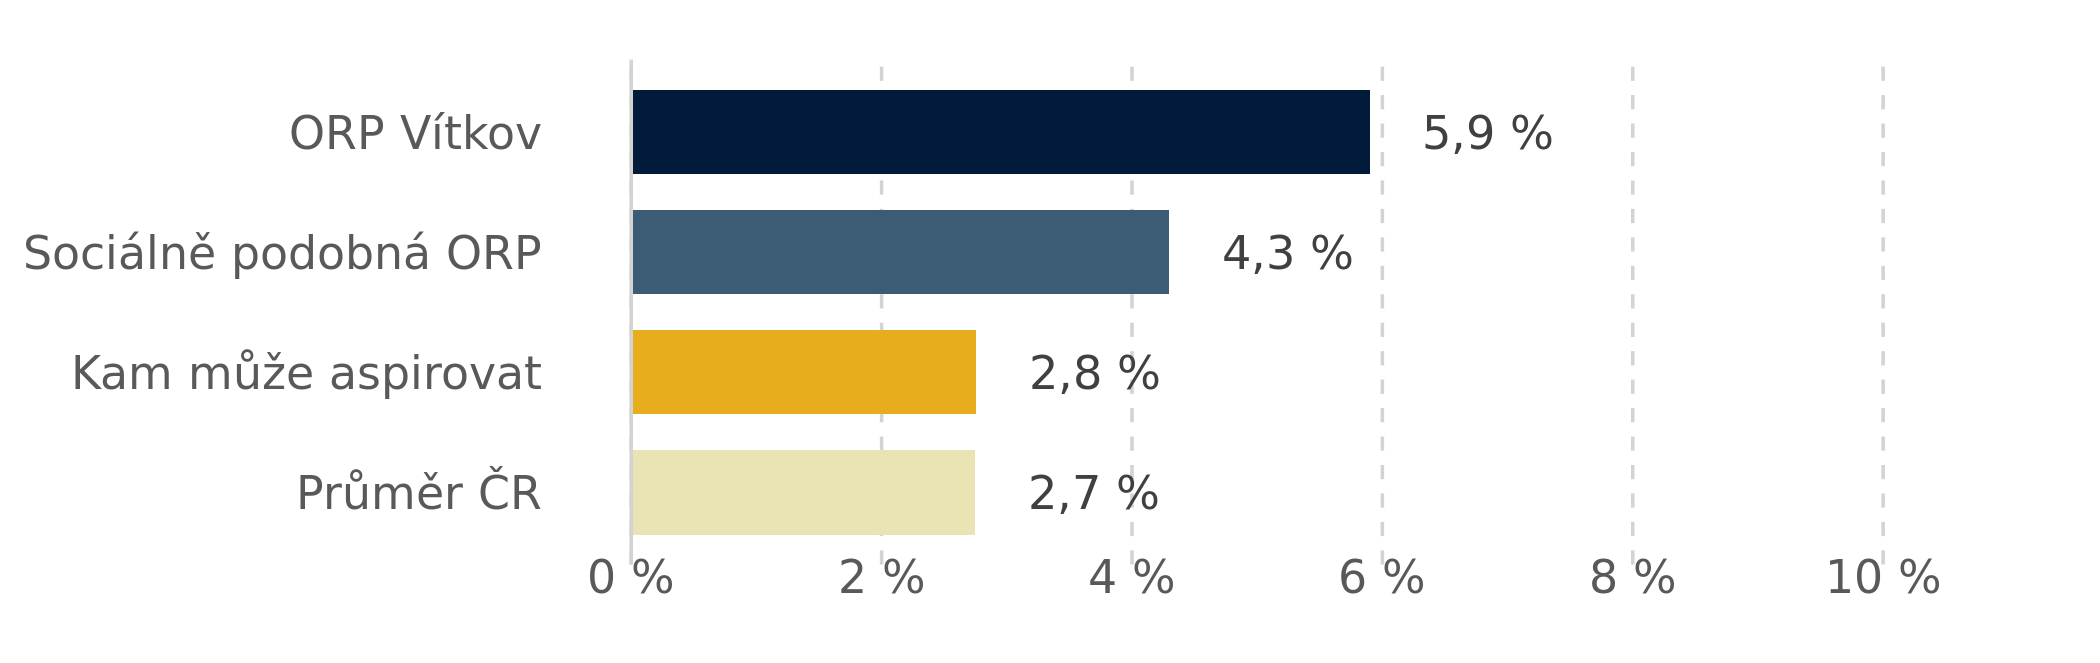 ORP Vítkov 5,9 %
Sociálně podobná ORP 4,3 %
Kam může aspirovat 2,8 %
Průměr ČR 2,7 %
0 % 2 % 4 % 6 % 8 % 10 %